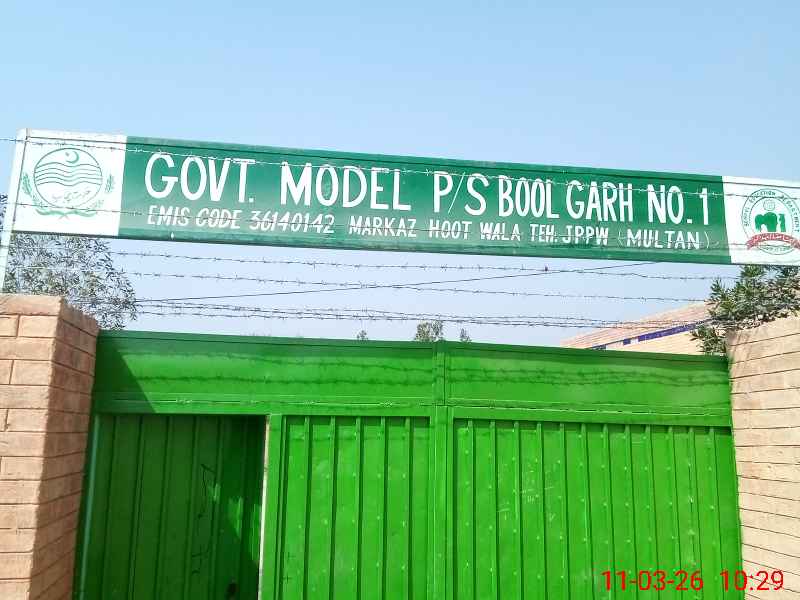 GOVT. MODEL P/S BOOL GARH NO. 1
EMIS CODE 36140142 MARKAZ HOOT WALA TEH. JPPW (MULTAN)
11-03-26 10:29